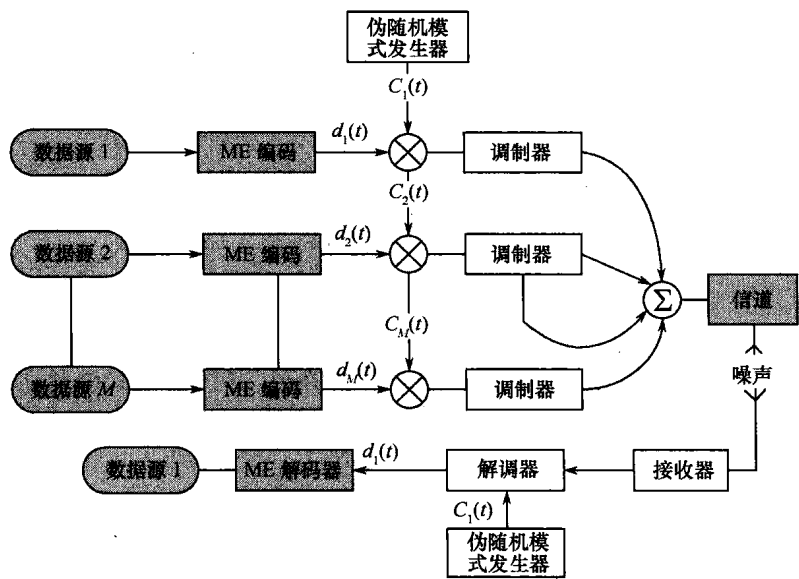 伪随机模
式发生器
C₁(t)
数据源 1
ME 编码
d₁(t)
调制器
C₂(t)
数据源 2
ME 编码
d₂(t)
调制器
Σ
信道
C_M(t)
数据源 M
ME 编码
d_M(t)
调制器
噪声
数据源 1
ME 解码器
d₁(t)
解调器
接收器
C₁(t)
伪随机模
式发生器